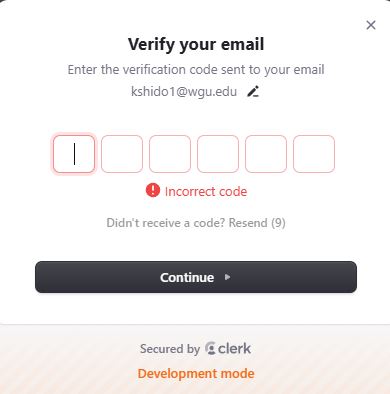 Verify your email
Enter the verification code sent to your email
kshido1@wgu.edu
Incorrect code
Didn't receive a code? Resend (9)
Continue
Secured by clerk
Development mode